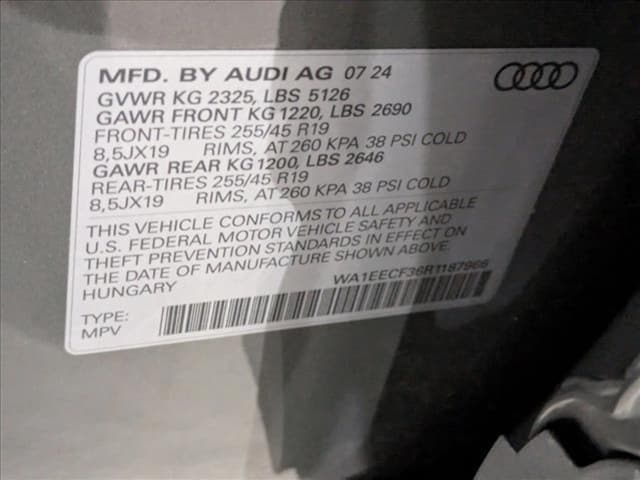 MFD. BY AUDI AG 07 24
GVWR KG 2325, LBS 5126
GAWR FRONT KG 1220, LBS 2690
FRONT-TIRES 255/45 R19
8,5JX19 RIMS, AT 260 KPA 38 PSI COLD
GAWR REAR KG 1200, LBS 2646
REAR-TIRES 255/45 R19
8,5JX19 RIMS, AT 260 KPA 38 PSI COLD
THIS VEHICLE CONFORMS TO ALL APPLICABLE
U.S. FEDERAL MOTOR VEHICLE SAFETY AND
THEFT PREVENTION STANDARDS IN EFFECT ON
THE DATE OF MANUFACTURE SHOWN ABOVE.
HUNGARY
WA1EECF36R1187966
TYPE:
MPV